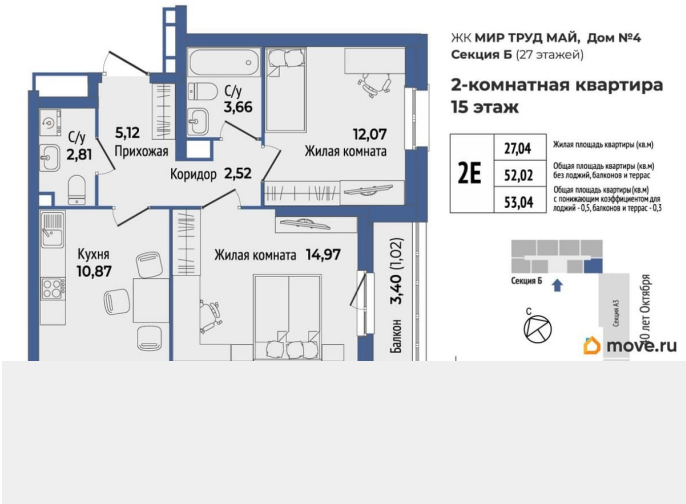 ЖК МИР ТРУД МАЙ, Дом №4
Секция Б (27 этажей)
2-комнатная квартира
15 этаж
2Е
27,04
Жилая площадь квартиры (кв.м)
52,02
Общая площадь квартиры (кв.м)
без лоджий, балконов и террас
53,04
Общая площадь квартиры(кв.м)
с понижающим коэффициентом для
лоджий - 0,5, балконов и террас - 0,3
С/у
3,66
5,12
Прихожая
С/у
2,81
12,07
Жилая комната
Коридор 2,52
Кухня
10,87
Жилая комната 14,97
Балкон 3,40 (1,02)
Секция Б
С
Секция А3
0 лет Октября
move.ru